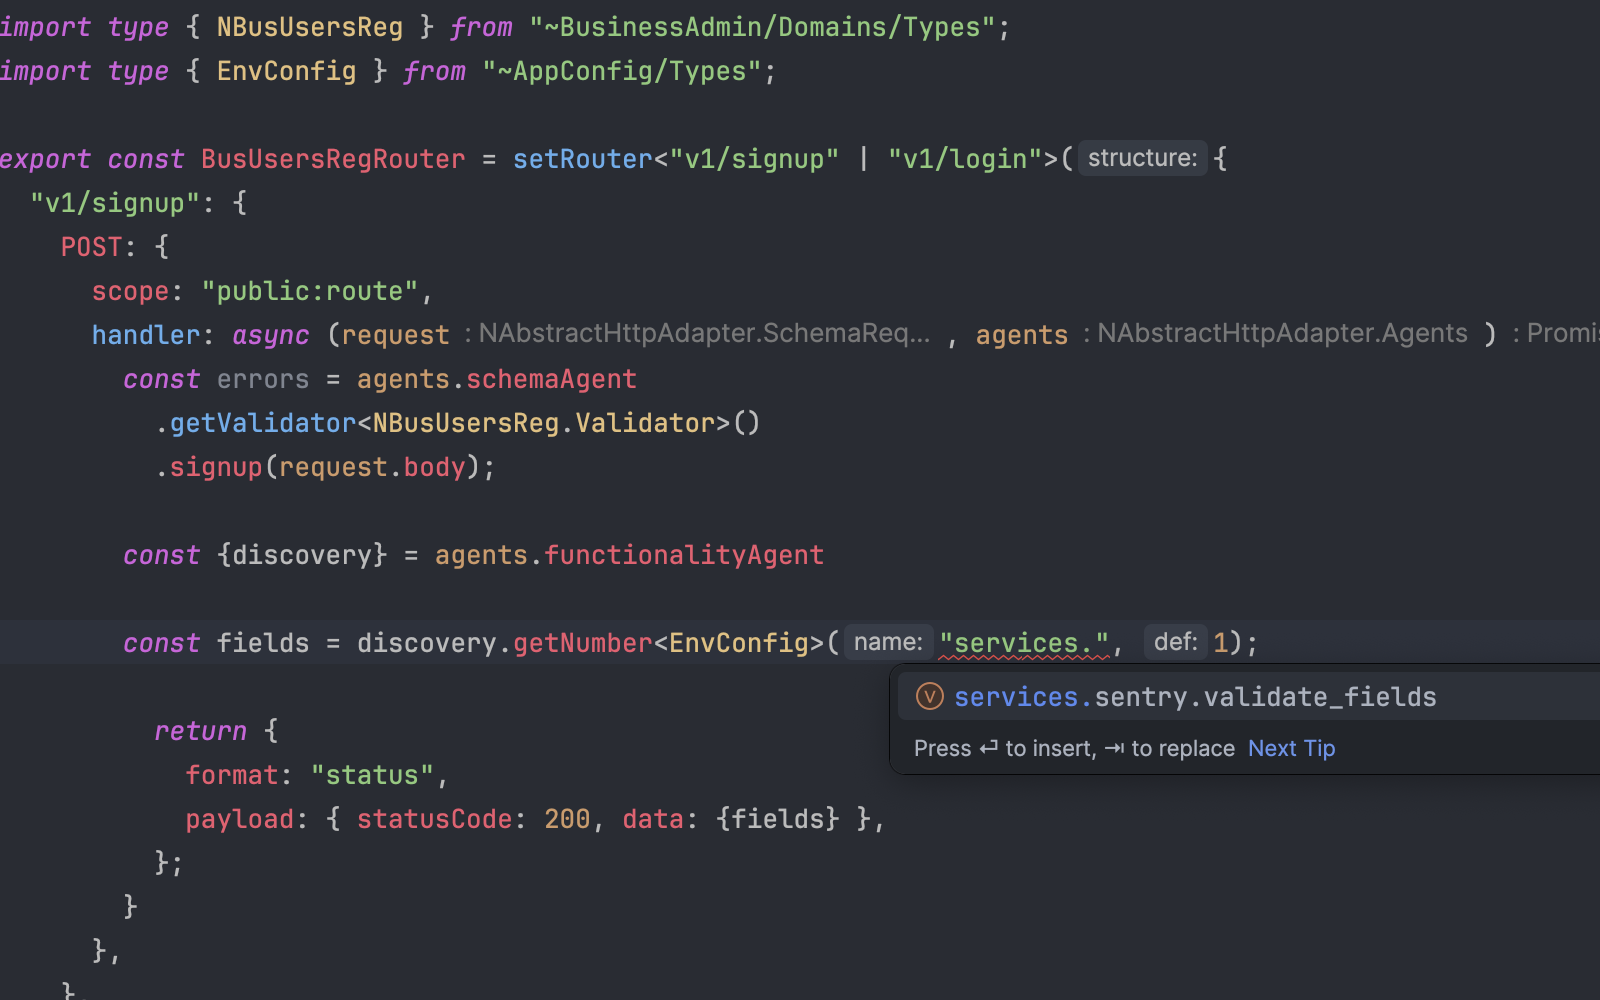 import type { NBusUsersReg } from "~BusinessAdmin/Domains/Types";
import type { EnvConfig } from "~AppConfig/Types";
export const BusUsersRegRouter = setRouter<"v1/signup" | "v1/login">( structure: {
"v1/signup": {
POST: {
scope: "public:route",
handler: async (request : NAbstractHttpAdapter.SchemaReq... , agents : NAbstractHttpAdapter.Agents ) : Promis
const errors = agents.schemaAgent
.getValidator<NBusUsersReg.Validator>()
.signup(request.body);
const {discovery} = agents.functionalityAgent
const fields = discovery.getNumber<EnvConfig>( name: "services.", def: 1);
services.sentry.validate_fields
Press ↵ to insert, ⇥ to replace Next Tip
return {
format: "status",
payload: { statusCode: 200, data: {fields} },
};
}
},
},